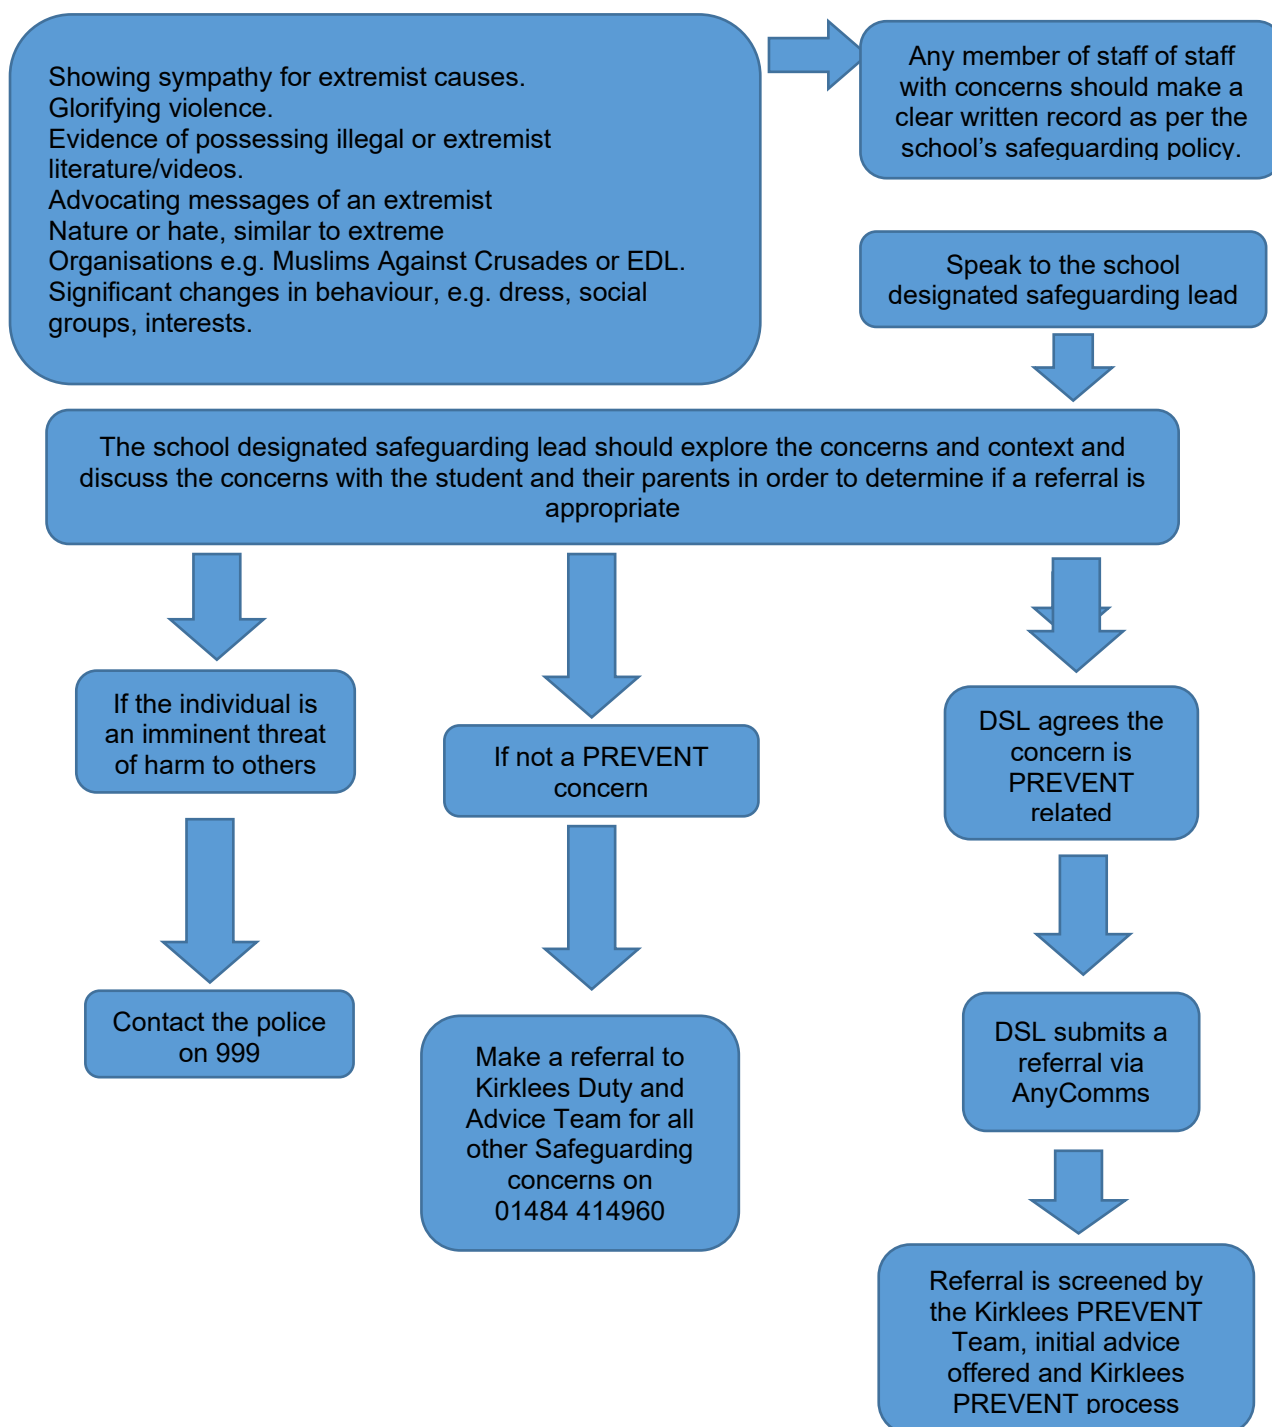 Showing sympathy for extremist causes.
Glorifying violence.
Evidence of possessing illegal or extremist
literature/videos.
Advocating messages of an extremist
Nature or hate, similar to extreme
Organisations e.g. Muslims Against Crusades or EDL.
Significant changes in behaviour, e.g. dress, social
groups, interests.
Any member of staff of staff
with concerns should make a
clear written record as per the
school’s safeguarding policy.
Speak to the school
designated safeguarding lead
The school designated safeguarding lead should explore the concerns and context and
discuss the concerns with the student and their parents in order to determine if a referral is
appropriate
If the individual is
an imminent threat
of harm to others
Contact the police
on 999
If not a PREVENT
concern
Make a referral to
Kirklees Duty and
Advice Team for all
other Safeguarding
concerns on
01484 414960
DSL agrees the
concern is
PREVENT
related
DSL submits a
referral via
AnyComms
Referral is screened by
the Kirklees PREVENT
Team, initial advice
offered and Kirklees
PREVENT process